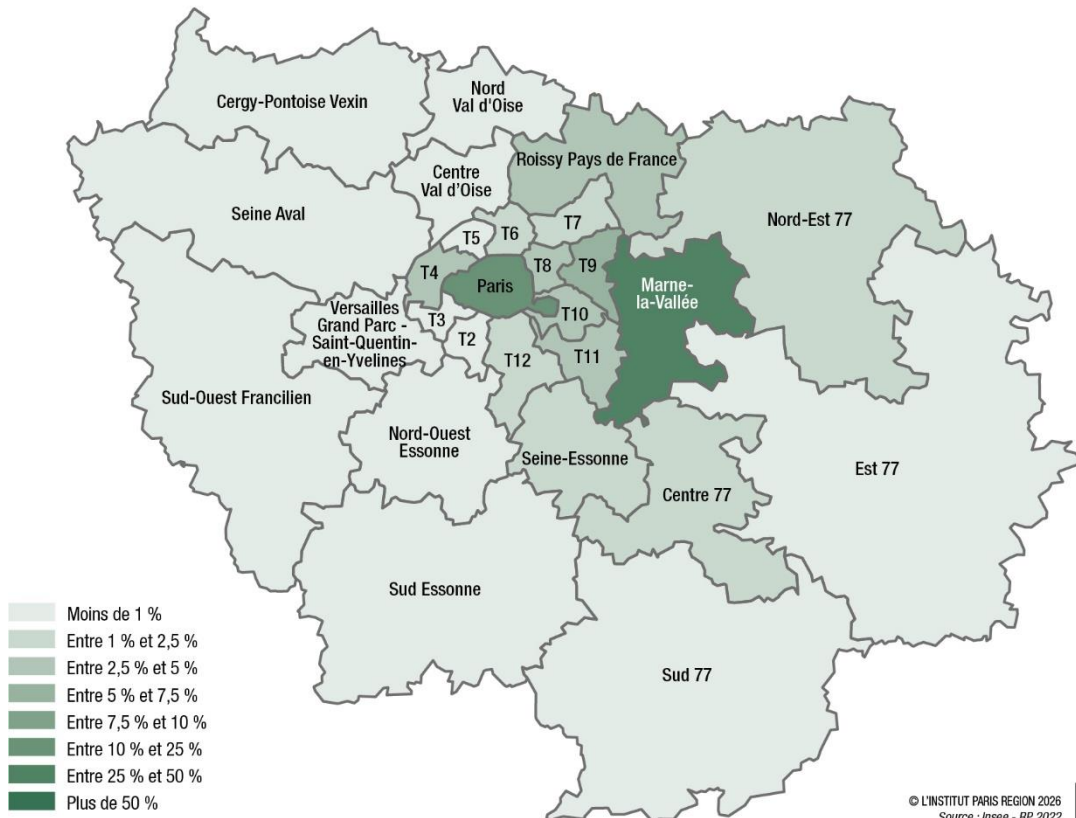 Cergy-Pontoise Vexin
Nord
Val d'Oise
Roissy Pays de France
Centre
Val d'Oise
Seine Aval
Nord-Est 77
T5
T6
T7
T4
Paris
T8
T9
Marne-
la-Vallée
Versailles
Grand Parc -
Saint-Quentin-
en-Yvelines
T3
T2
T10
T12
T11
Sud-Ouest Francilien
Nord-Ouest
Essonne
Seine-Essonne
Centre 77
Est 77
Sud Essonne
Sud 77
Moins de 1 %
Entre 1 % et 2,5 %
Entre 2,5 % et 5 %
Entre 5 % et 7,5 %
Entre 7,5 % et 10 %
Entre 10 % et 25 %
Entre 25 % et 50 %
Plus de 50 %
© L'INSTITUT PARIS REGION 2026
Source : Insee - RP 2022